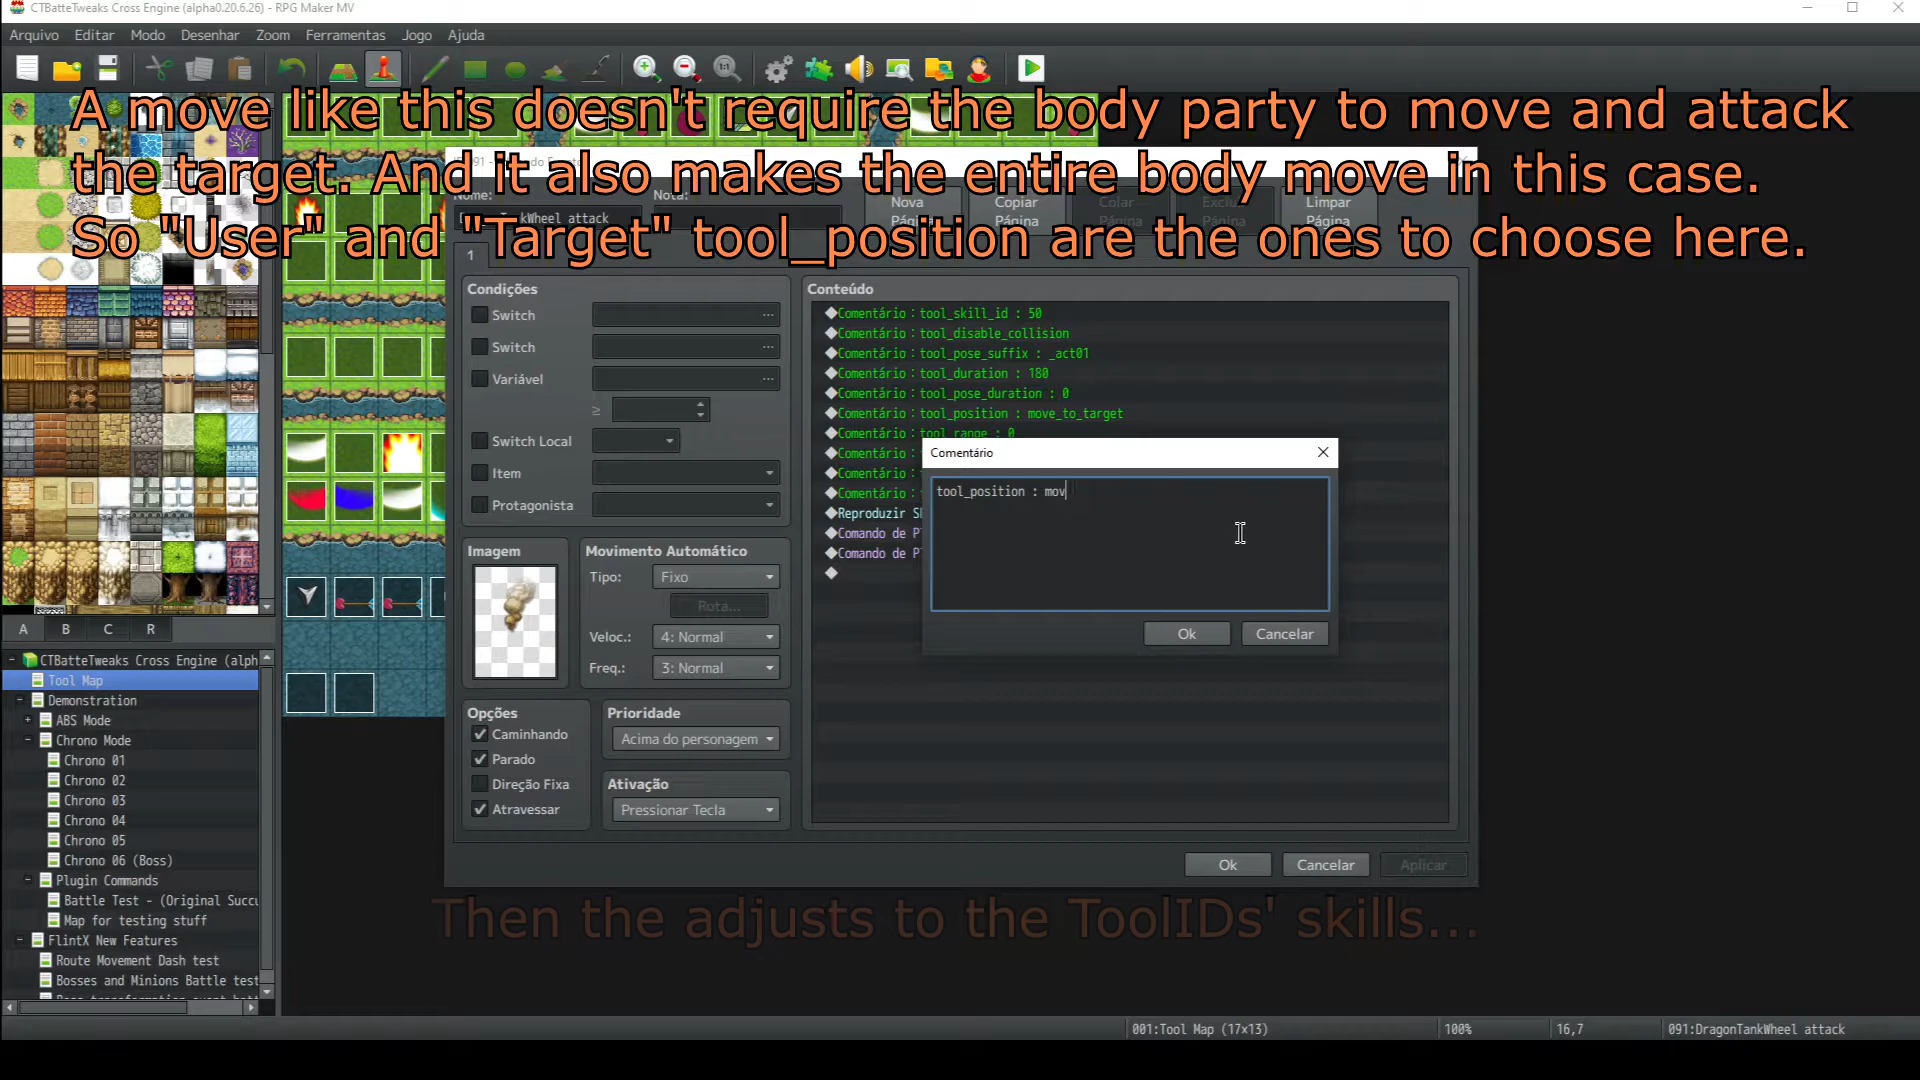 CTBatteTweaks Cross Engine (alpha0.20.6.26) - RPG Maker MV
Arquivo Editar Modo Desenhar Zoom Ferramentas Jogo Ajuda
A move like this doesn't require the body party to move and attack
the target. And it also makes the entire body move in this case.
So "User" and "Target" tool_position are the ones to choose here.
Nome:
Nota:
TankWheel attack
Nova Página
Copiar Página
Colar Página
Página
Limpar Página
1
Condições
Switch
Switch
Variável
≥
Switch Local
Item
Protagonista
Imagem
Movimento Automático
Tipo: Fixo
Rota...
Veloc.: 4: Normal
Freq.: 3: Normal
Opções
Caminhando
Parado
Direção Fixa
Atravessar
Prioridade
Acima do personagem
Ativação
Pressionar Tecla
Conteúdo
◆Comentário：tool_skill_id : 50
◆Comentário：tool_disable_collision
◆Comentário：tool_pose_suffix : _act01
◆Comentário：tool_duration : 180
◆Comentário：tool_pose_duration : 0
◆Comentário：tool_position : move_to_target
◆Comentário：tool_range : 0
◆Comentário：
◆Comentário：
◆Comentário：
◆Reproduzir S
◆Comando de P
◆Comando de P
◆
Comentário
tool_position : mov
Ok Cancelar
Ok Cancelar Aplicar
Then the adjusts to the ToolIDs' skills...
A B C R
CTBatteTweaks Cross Engine (alph
Tool Map
Demonstration
ABS Mode
Chrono Mode
Chrono 01
Chrono 02
Chrono 03
Chrono 04
Chrono 05
Chrono 06 (Boss)
Plugin Commands
Battle Test - (Original Succu
Map for testing stuff
FlintX New Features
Route Movement Dash test
Bosses and Minions Battle test
001:Tool Map (17x13)
100%
16,7
091:DragonTankWheel attack